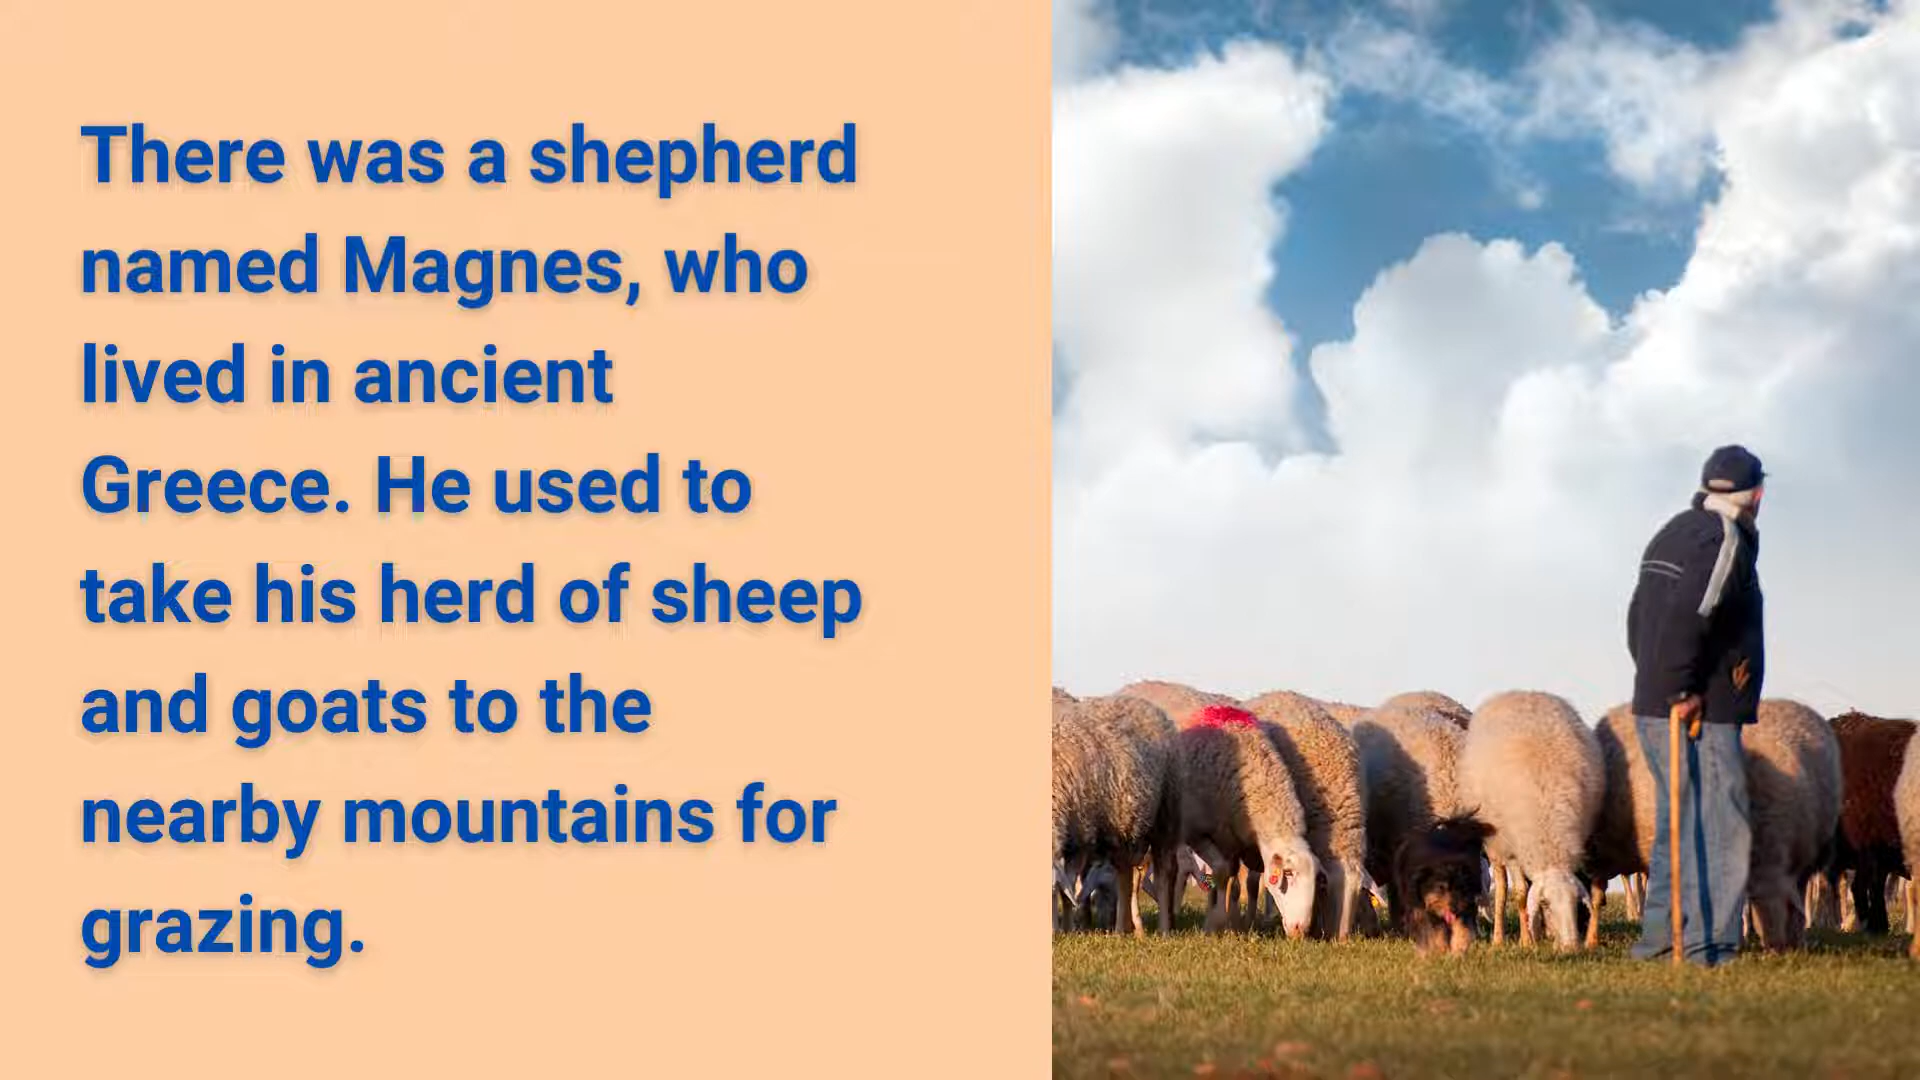 There was a shepherd
named Magnes, who
lived in ancient
Greece. He used to
take his herd of sheep
and goats to the
nearby mountains for
grazing.